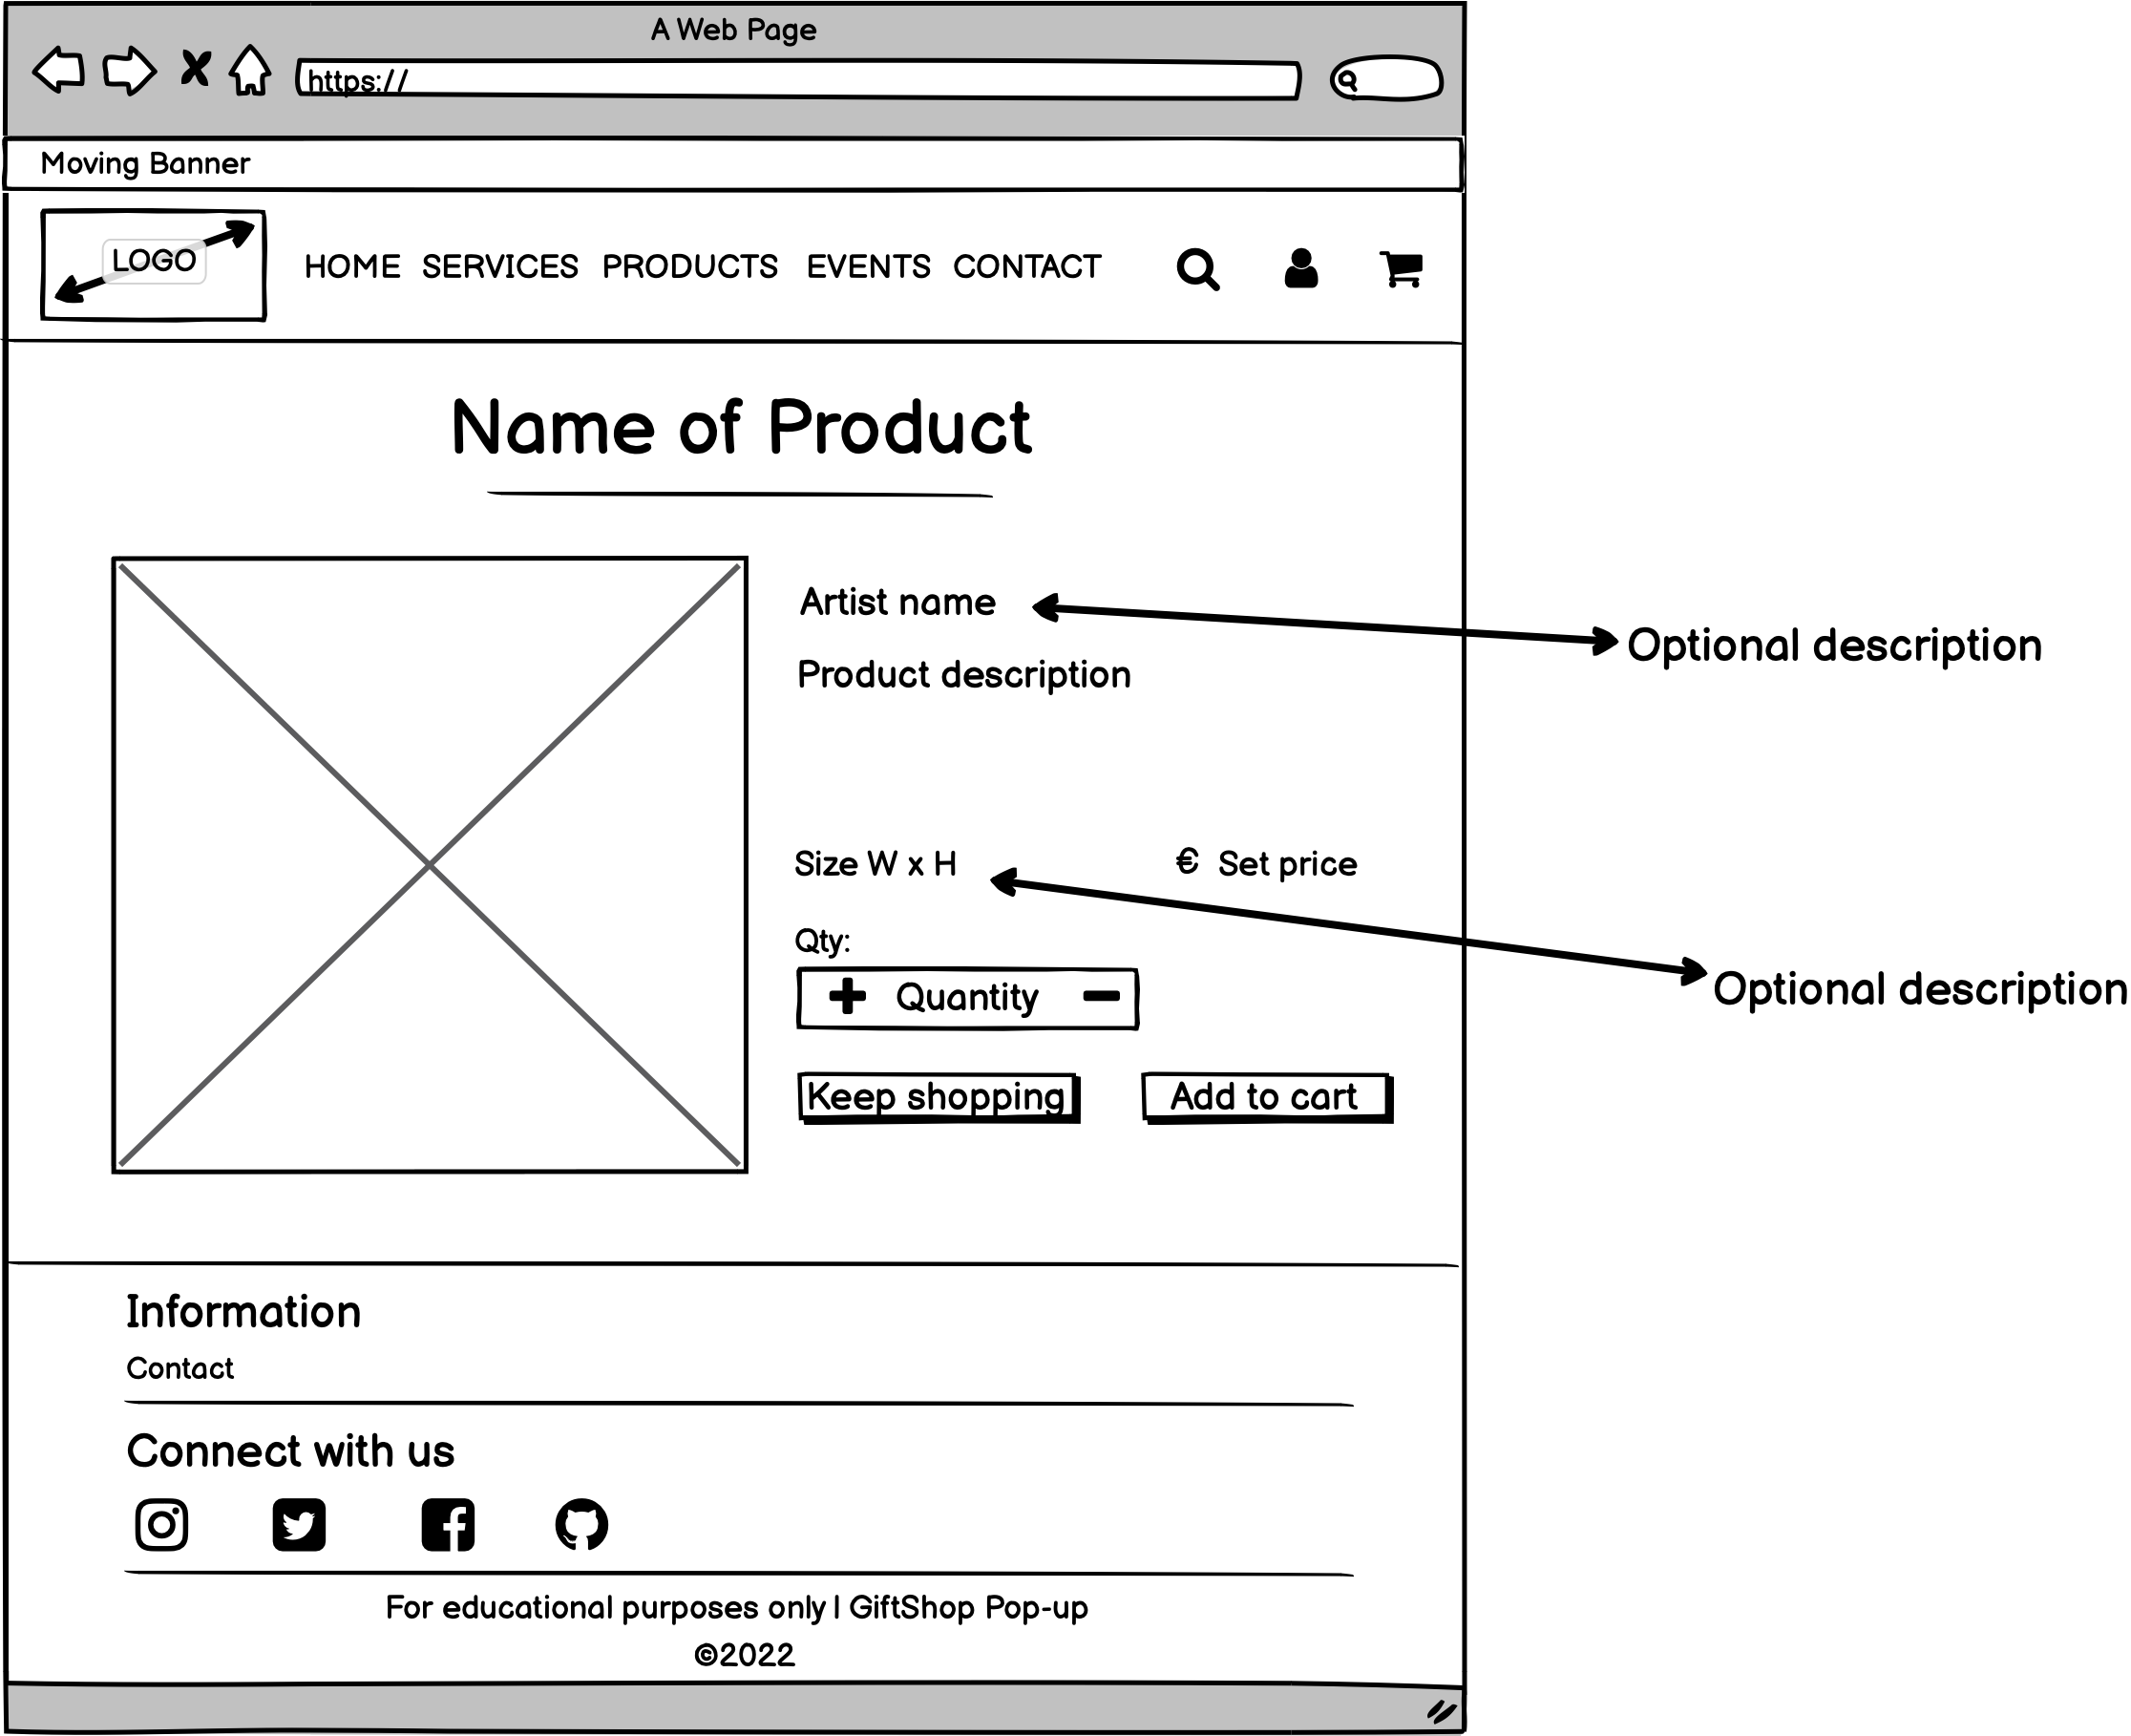 A Web Page
https://
Moving Banner
LOGO
HOME SERVICES PRODUCTS EVENTS CONTACT
Name of Product
Artist name
Optional description
Product description
Size W x H
€ Set price
Optional description
Qty:
Quantity
Keep shopping
Add to cart
Information
Contact
Connect with us
For educational purposes only | GiftShop Pop-up
©2022